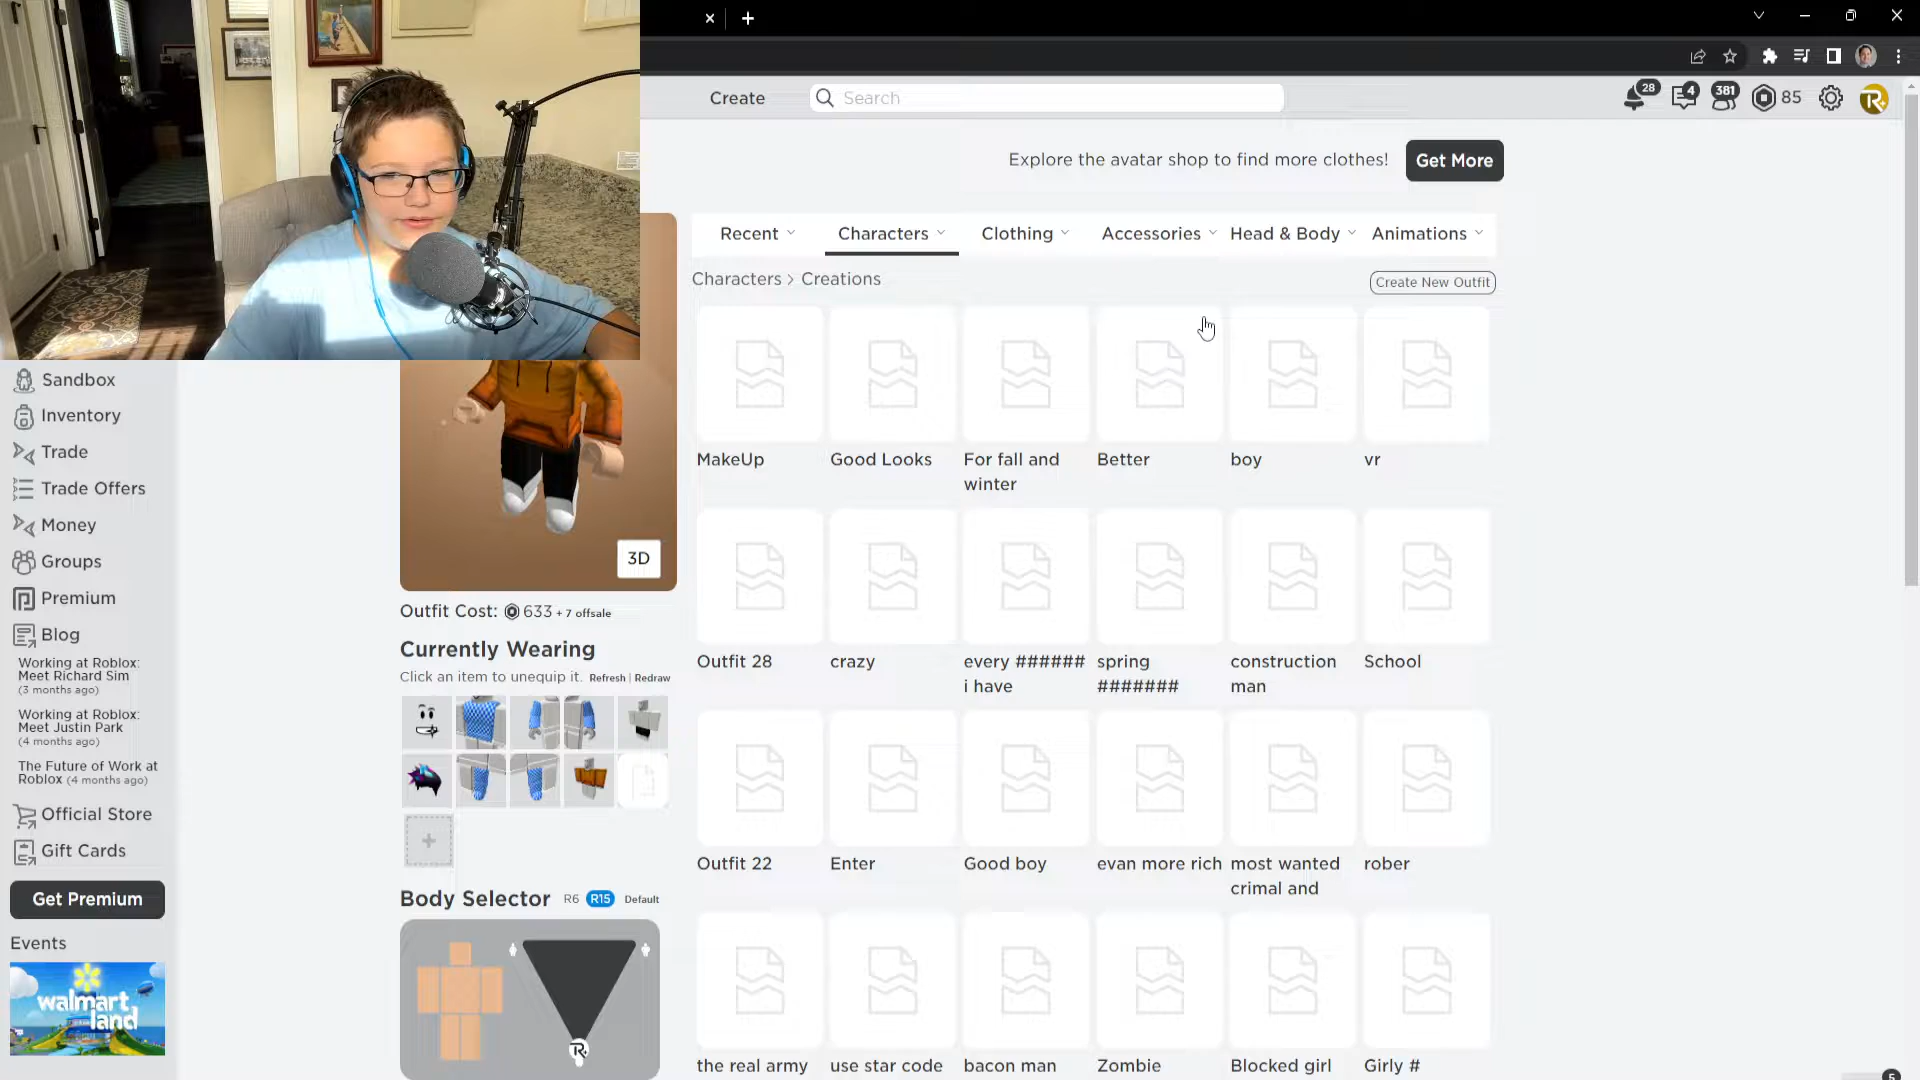 Create
Search
28
4
381
85
Explore the avatar shop to find more clothes!
Get More
Recent
Characters
Clothing
Accessories
Head & Body
Animations
Characters > Creations
Create New Outfit
MakeUp
Good Looks
For fall and
winter
Better
boy
vr
Outfit 28
crazy
every ######
i have
spring
#######
construction
man
School
Outfit 22
Enter
Good boy
evan more rich
most wanted
crimal and
rober
the real army
use star code
bacon man
Zombie
Blocked girl
Girly #
3D
Outfit Cost: 633 + 7 offsale
Currently Wearing
Click an item to unequip it. Refresh | Redraw
+
Body Selector R6 R15 Default
Sandbox
Inventory
Trade
Trade Offers
Money
Groups
Premium
Blog
Working at Roblox:
Meet Richard Sim
(3 months ago)
Working at Roblox:
Meet Justin Park
(4 months ago)
The Future of Work at
Roblox (4 months ago)
Official Store
Gift Cards
Get Premium
Events
walmart
land
5